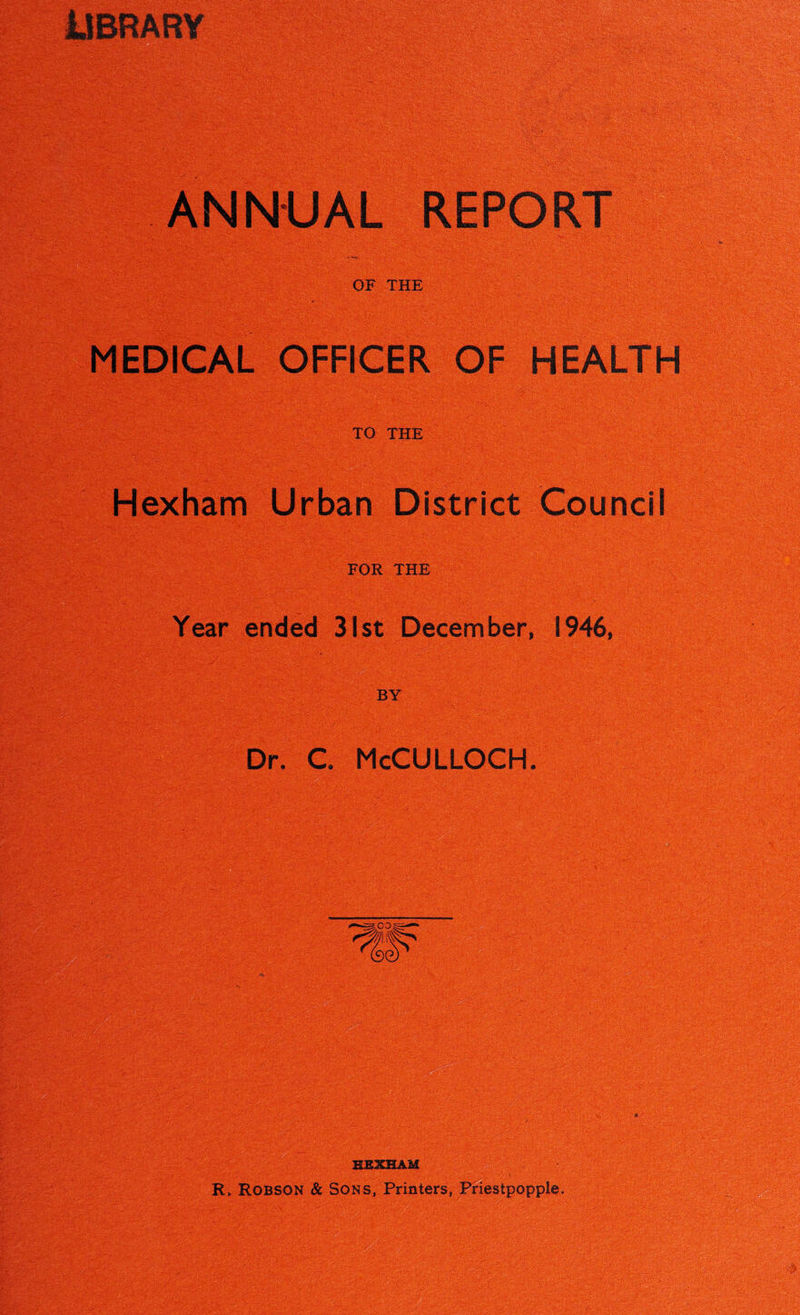 LIBRARY
ANNUAL REPORT
OF THE
MEDICAL OFFICER OF HEALTH
TO THE
Hexham Urban District Council
FOR THE
Year ended 31st December, 1946,
BY
Dr. C. McCULLOCH.
HEXHAM
R. ROBSON & SONS, Printers, Priestpopple.